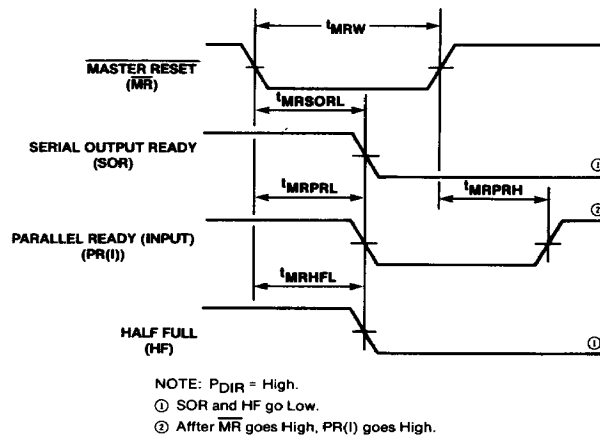 tMRW
MASTER RESET
(MR)
tMRSORL
SERIAL OUTPUT READY
(SOR)
①
tMRPRL
tMRPRH
②
PARALLEL READY (INPUT)
(PR(I))
tMRHFL
HALF FULL
(HF)
①
NOTE: PDIR = High.
① SOR and HF go Low.
② Affter MR goes High, PR(I) goes High.